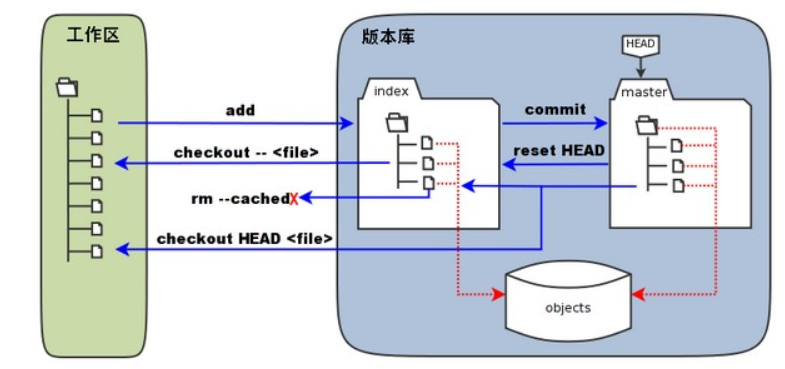 工作区
版本库
HEAD
index
master
add
commit
checkout -- <file>
reset HEAD
rm --cachedX
checkout HEAD <file>
objects